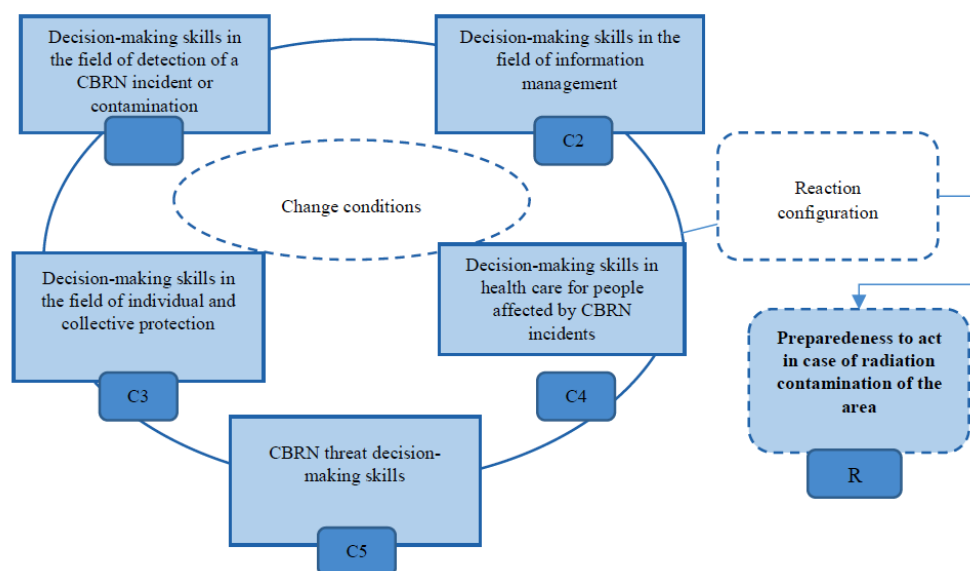 Decision-making skills in
the field of detection of a
CBRN incident or
contamination
Decision-making skills in the
field of information
management
C2
Change conditions
Reaction
configuration
Decision-making skills in
the field of individual and
collective protection
C3
Decision-making skills in
health care for people
affected by CBRN
incidents
C4
Preparedeness to act
in case of radiation
contamination of the
area
R
CBRN threat decision-
making skills
C5